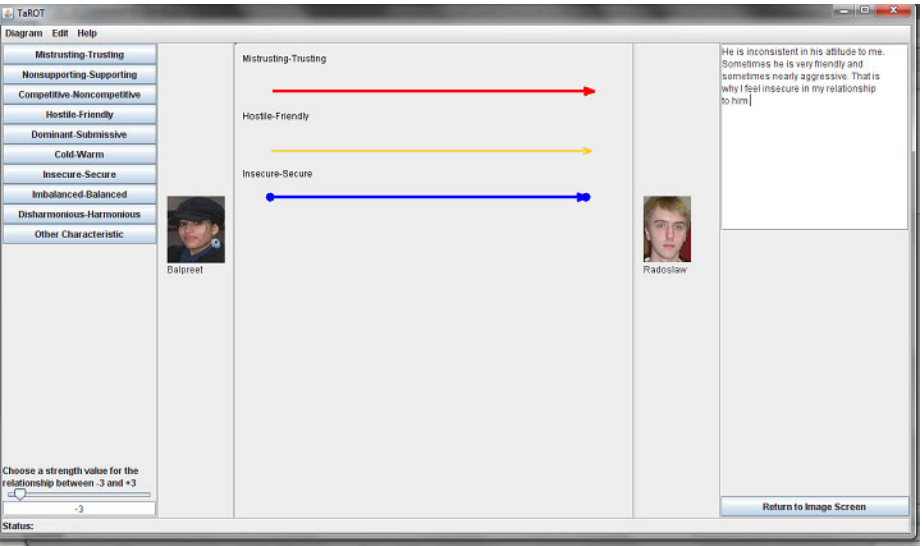 TaROT
Diagram Edit Help
Mistrusting-Trusting
Nonsupporting-Supporting
Competitive-Noncompetitive
Hostile-Friendly
Dominant-Submissive
Cold-Warm
Insecure-Secure
Imbalanced-Balanced
Disharmonious-Harmonious
Other Characteristic
Choose a strength value for the
relationship between -3 and +3
-3
Status:
Balpreet
Mistrusting-Trusting
Hostile-Friendly
Insecure-Secure
Radoslaw
He is inconsistent in his attitude to me.
Sometimes he is very friendly and
sometimes nearly aggressive. That is
why I feel insecure in my relationship
to him.
Return to Image Screen